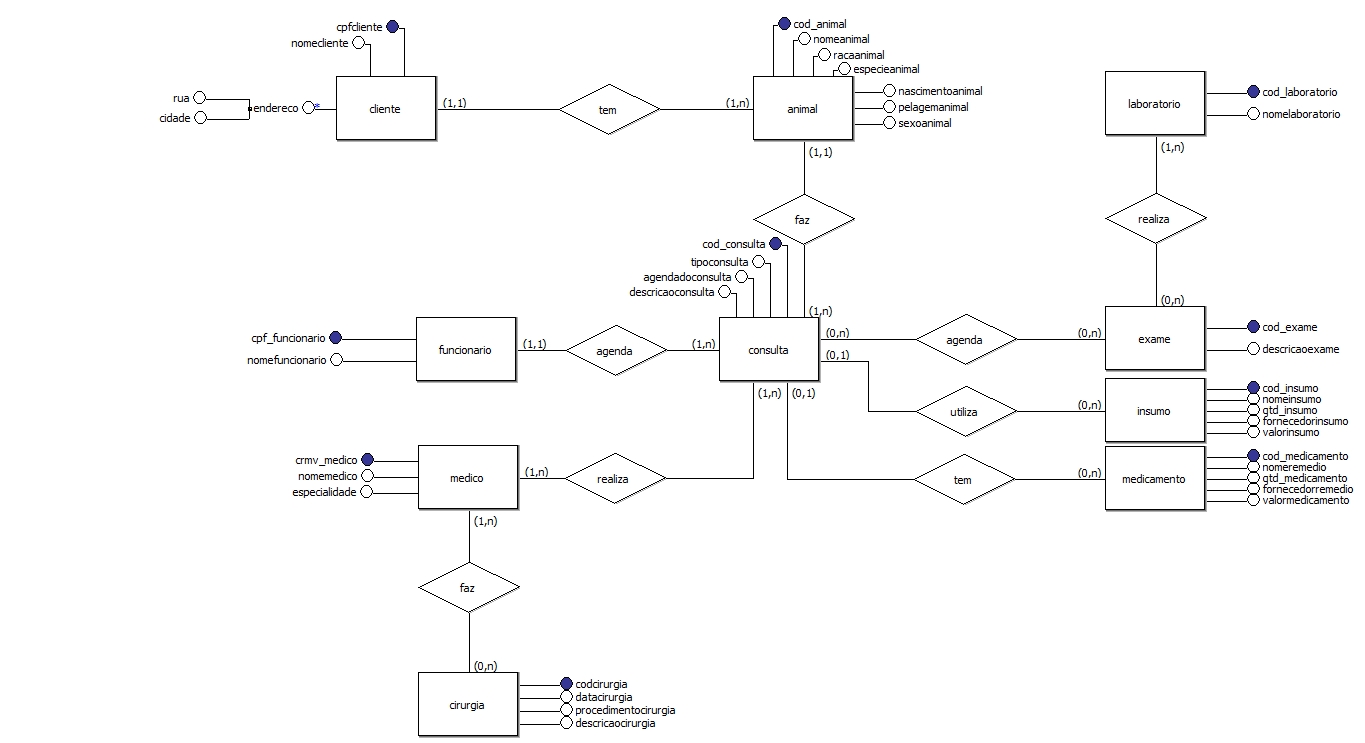 cpfcliente
nomecliente
rua
cidade
endereco
*
cliente
(1,1)
tem
(1,n)
cod_animal
nomeanimal
racaanimal
especieanimal
animal
nascimentoanimal
pelagemanimal
sexoanimal
(1,1)
faz
(1,n)
laboratorio
cod_laboratorio
nomelaboratorio
(1,n)
realiza
(0,n)
cod_consulta
tipoconsulta
agendadoconsulta
descricaoconsulta
cpf_funcionario
nomefuncionario
funcionario
(1,1)
agenda
(1,n)
consulta
(0,n)
agenda
(0,n)
exame
cod_exame
descricaoexame
(0,1)
utiliza
(0,n)
insumo
cod_insumo
nomeinsumo
qtd_insumo
fornecedorinsumo
valorinsumo
(1,n)
(0,1)
tem
(0,n)
medicamento
cod_medicamento
nomeremedio
qtd_medicamento
fornecedorremedio
valormedicamento
crmv_medico
nomemedico
especialidade
medico
(1,n)
realiza
(1,n)
faz
(0,n)
cirurgia
codcirurgia
datacirurgia
procedimentocirurgia
descricaocirurgia